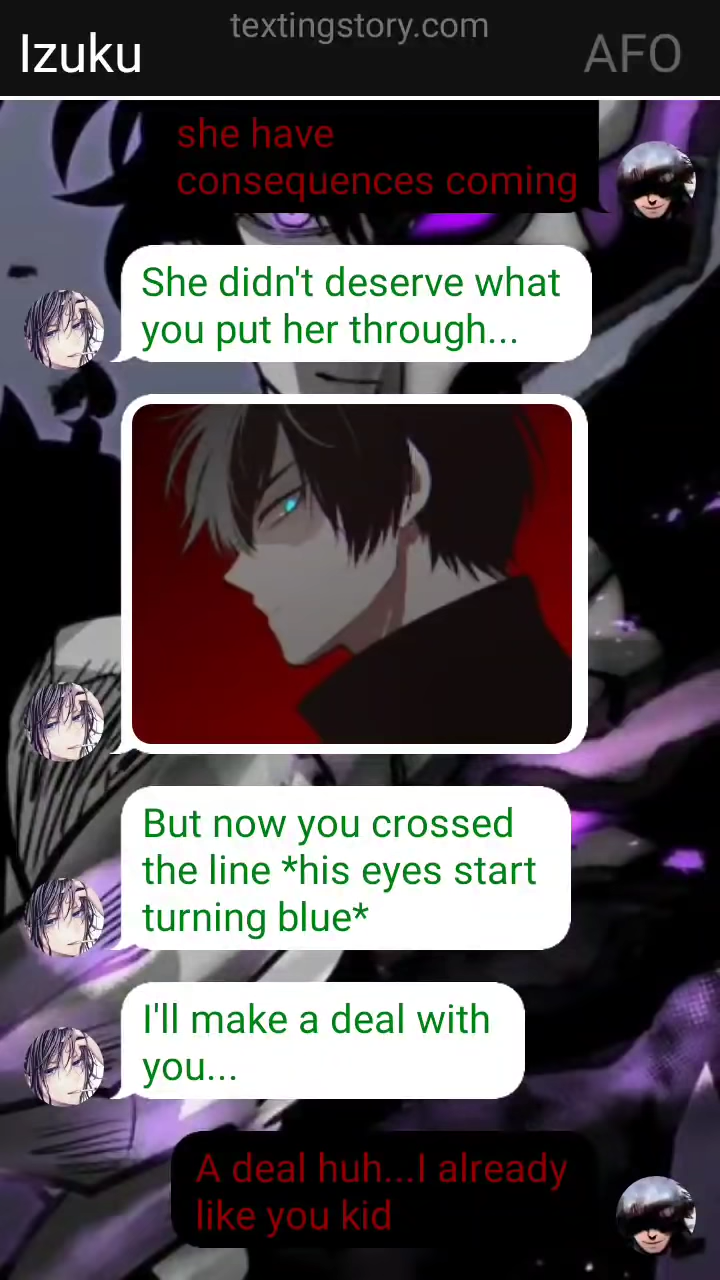 textingstory.com
Izuku
AFO
she have
consequences coming
She didn't deserve what
you put her through...
But now you crossed
the line *his eyes start
turning blue*
I'll make a deal with
you...
A deal huh...I already
like you kid